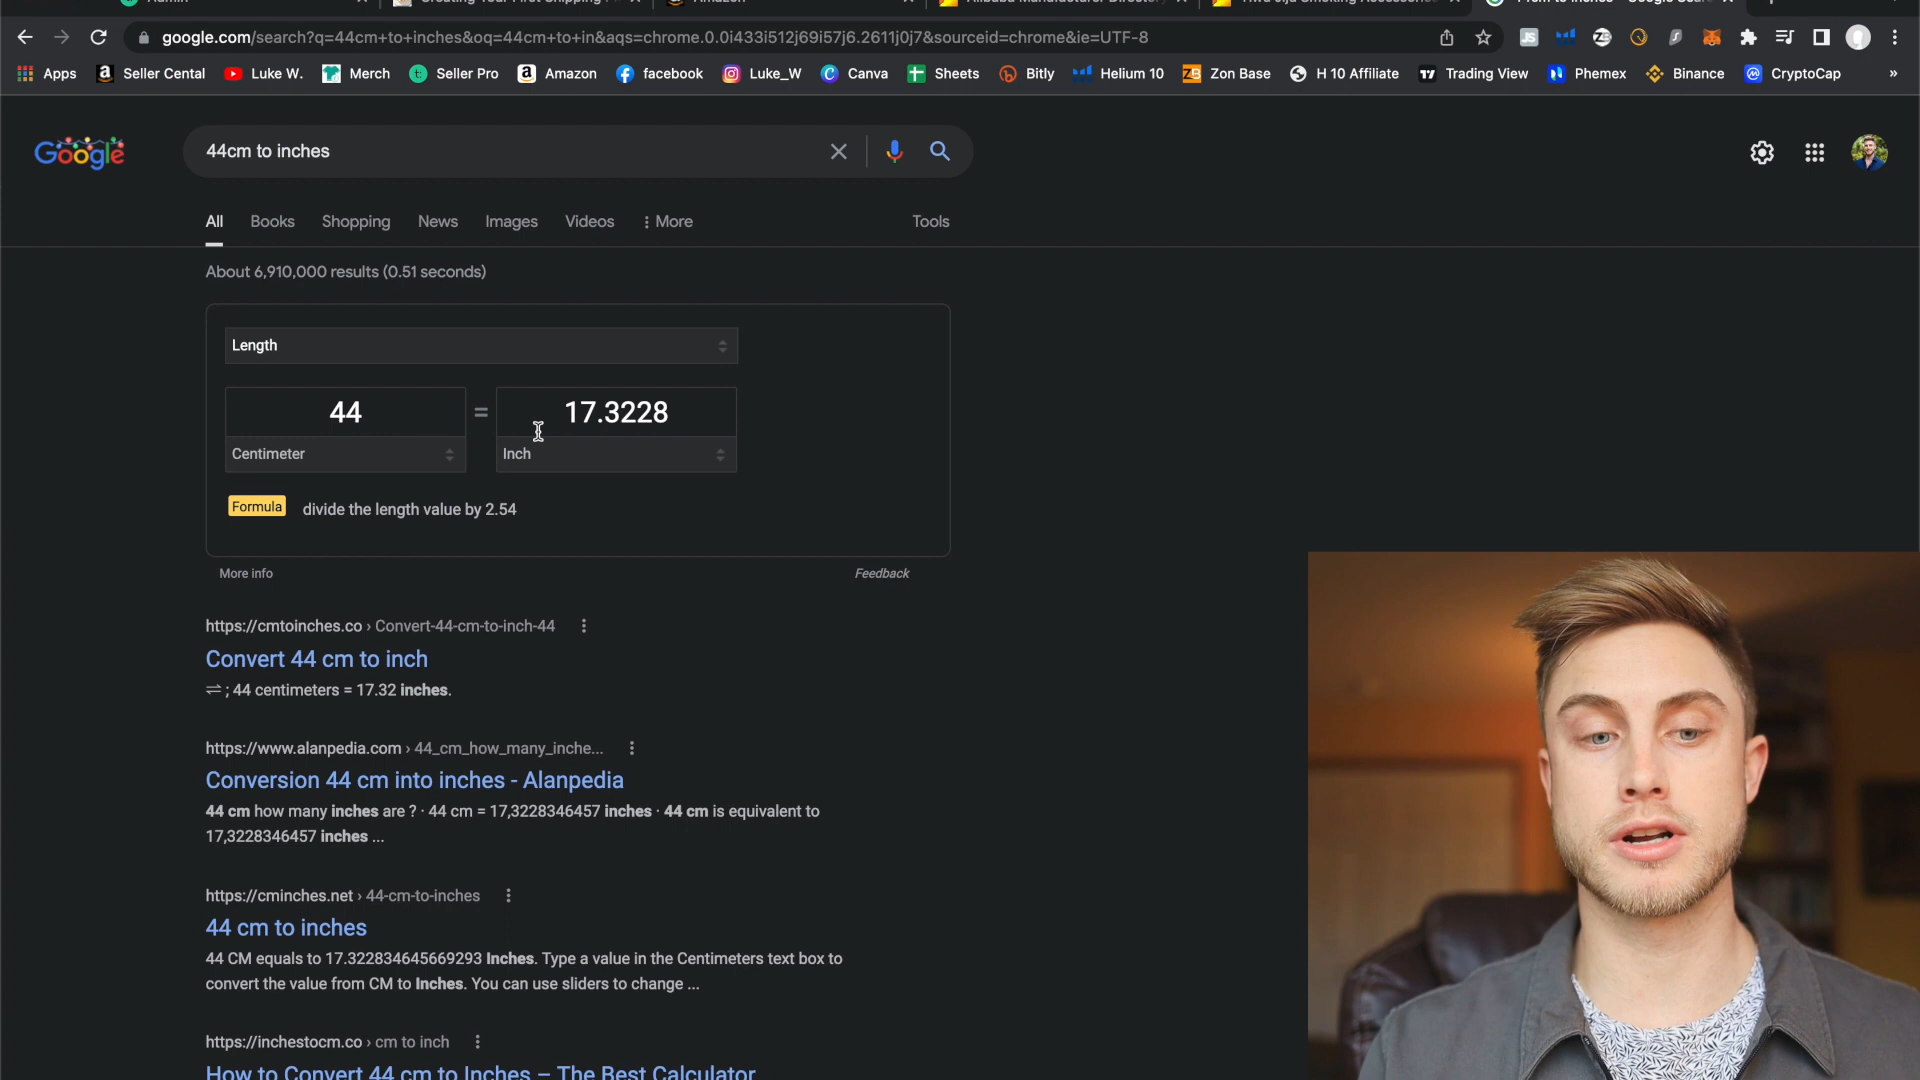 Admin
Amazon
google.com/search?q=44cm+to+inches&oq=44cm+to+in&aqs=chrome.0.0i433i512j69i57j6.2611j0j7&sourceid=chrome&ie=UTF-8
Apps Seller Cental Luke W. Merch Seller Pro Amazon facebook Luke_W Canva Sheets Bitly Helium 10 Zon Base H 10 Affiliate Trading View Phemex Binance CryptoCap »
Google
44cm to inches
All Books Shopping News Images Videos More Tools
About 6,910,000 results (0.51 seconds)
Length
44 = 17.3228
Centimeter Inch
Formula divide the length value by 2.54
More info Feedback
https://cmtoinches.co › Convert-44-cm-to-inch-44
Convert 44 cm to inch
⇌ ; 44 centimeters = 17.32 inches.
https://www.alanpedia.com › 44_cm_how_many_inche...
Conversion 44 cm into inches - Alanpedia
44 cm how many inches are ? · 44 cm = 17,3228346457 inches · 44 cm is equivalent to
17,3228346457 inches ...
https://cminches.net › 44-cm-to-inches
44 cm to inches
44 CM equals to 17.322834645669293 Inches. Type a value in the Centimeters text box to
convert the value from CM to Inches. You can use sliders to change ...
https://inchestocm.co › cm to inch
How to Convert 44 cm to Inches – The Best Calculator